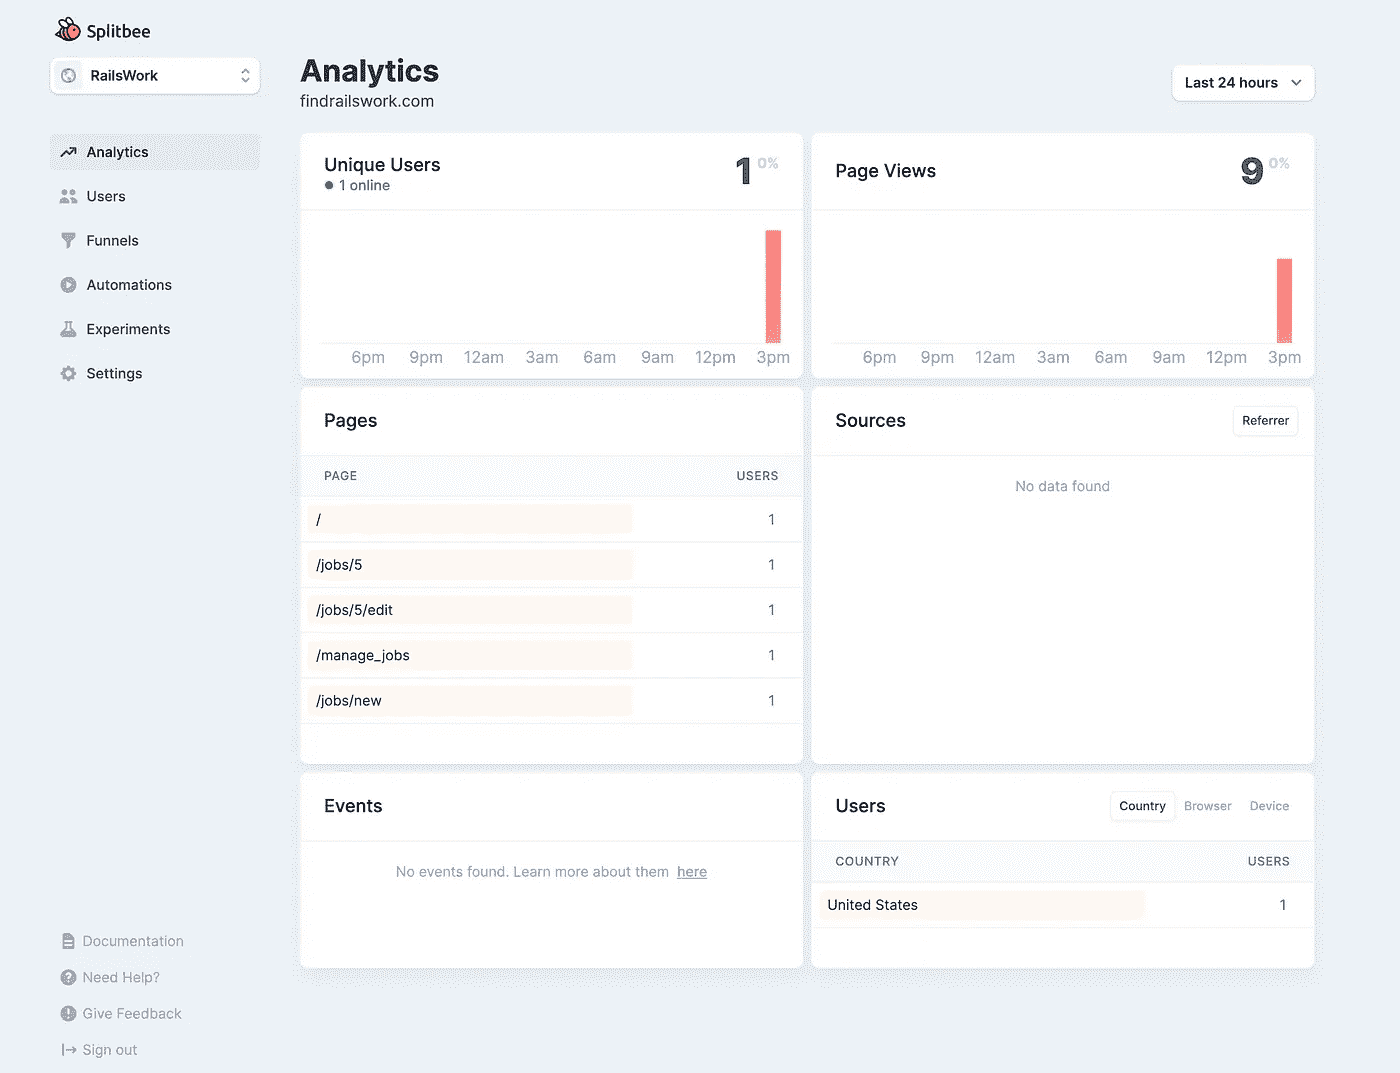 Splitbee
RailsWork
Analytics
Users
Funnels
Automations
Experiments
Settings
Documentation
Need Help?
Give Feedback
Sign out
Analytics
findrailswork.com
Last 24 hours
Unique Users
1 online
1 0%
6pm 9pm 12am 3am 6am 9am 12pm 3pm
Page Views
9 0%
6pm 9pm 12am 3am 6am 9am 12pm 3pm
Pages
PAGE USERS
/ 1
/jobs/5 1
/jobs/5/edit 1
/manage_jobs 1
/jobs/new 1
Sources
Referrer
No data found
Events
No events found. Learn more about them here
Users
Country Browser Device
COUNTRY USERS
United States 1